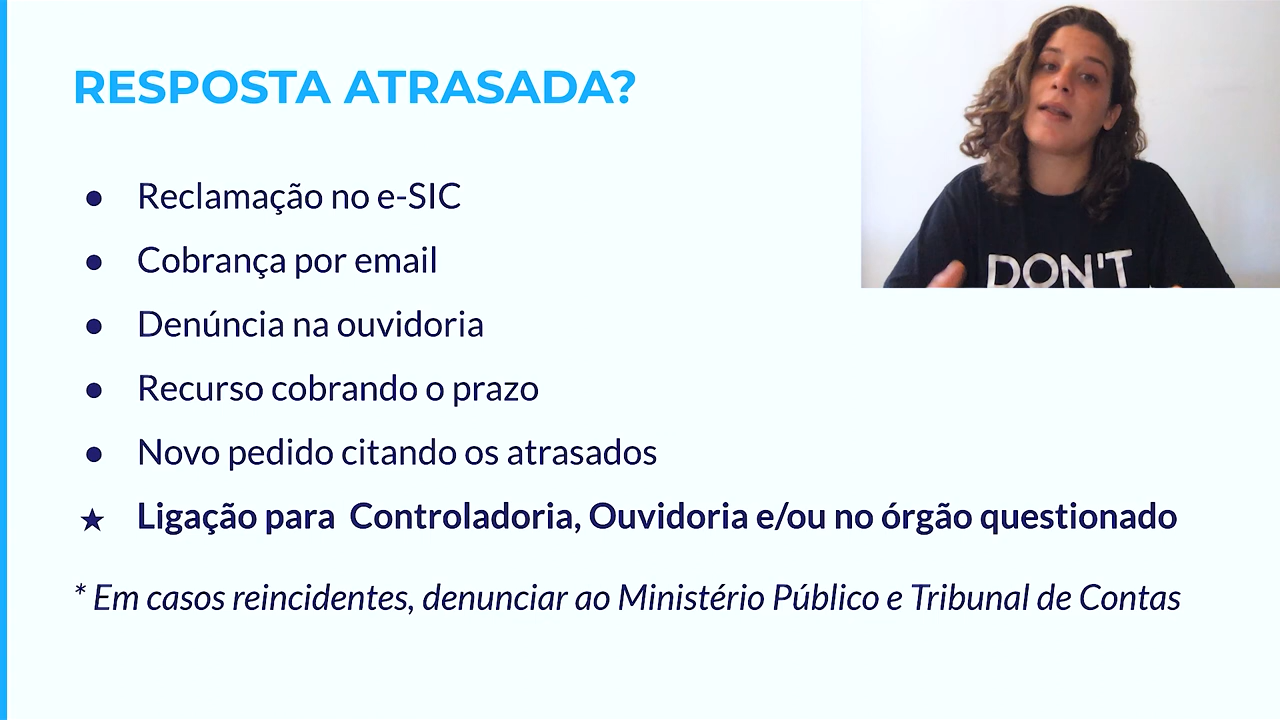 RESPOSTA ATRASADA?
● Reclamação no e-SIC
● Cobrança por email
● Denúncia na ouvidoria
● Recurso cobrando o prazo
● Novo pedido citando os atrasados
★ Ligação para Controladoria, Ouvidoria e/ou no órgão questionado
* Em casos reincidentes, denunciar ao Ministério Público e Tribunal de Contas
DON'T